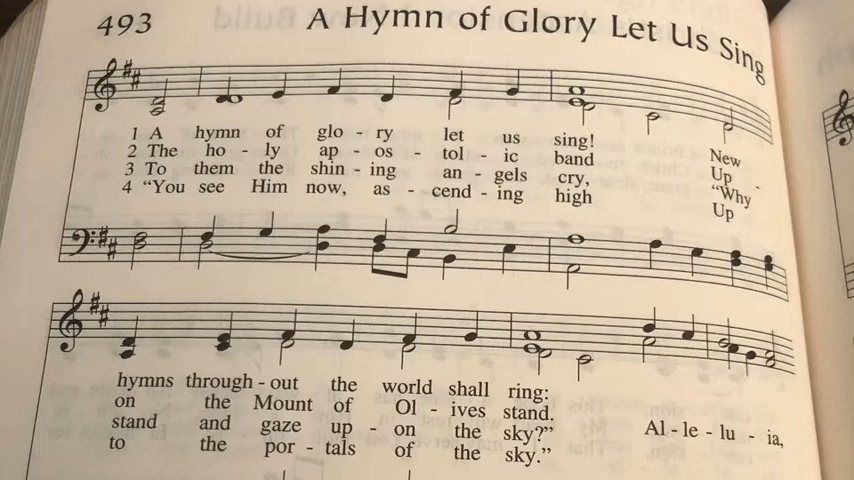 493
A Hymn of Glory Let Us Sing
1 A hymn of glo - ry let us sing! New
2 The ho - ly ap - os - tol - ic band Up -
3 To them the shin - ing an - gels cry, “Why
4 “You see Him now, as - cend - ing high Up
hymns through - out the world shall ring:
on the Mount of Ol - ives stand.
stand and gaze up - on the sky?” Al - le - lu - ia,
to the por - tals of the sky.”